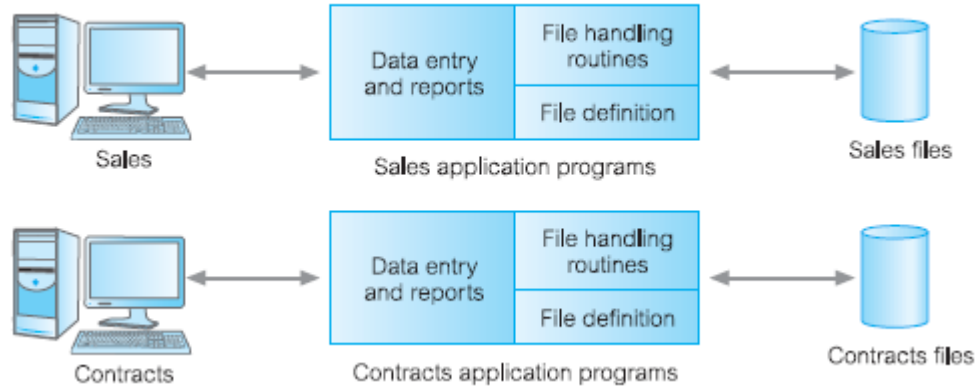 Data entry
and reports
File handling
routines
File definition
Sales
Sales application programs
Sales files
Data entry
and reports
File handling
routines
File definition
Contracts
Contracts application programs
Contracts files